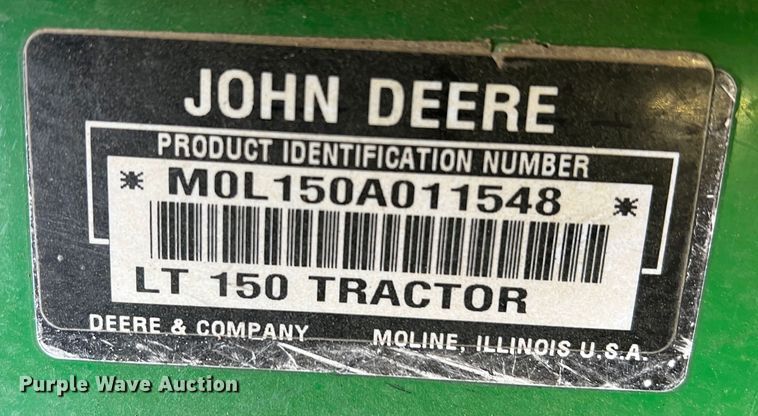 JOHN DEERE
PRODUCT IDENTIFICATION NUMBER
* M0L150A011548 *
LT 150 TRACTOR
DEERE & COMPANY MOLINE, ILLINOIS U.S.A.
Purple Wave Auction